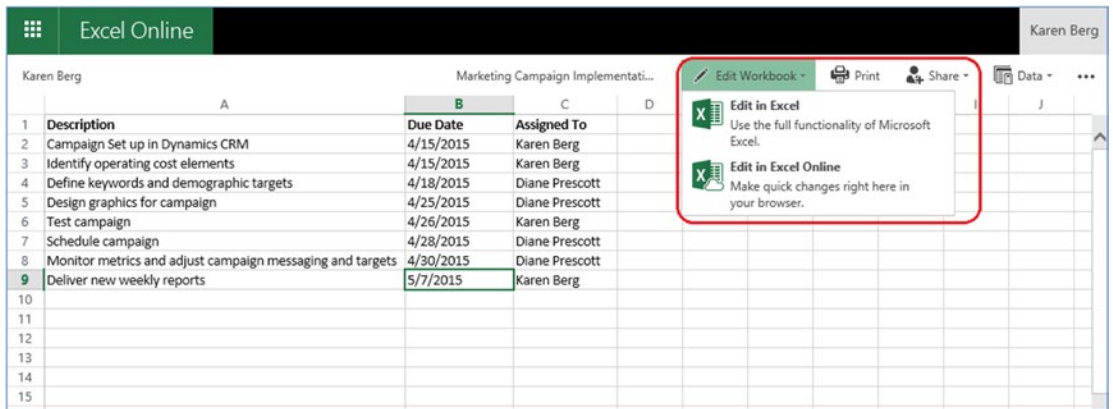 Excel Online Karen Berg
Karen Berg Marketing Campaign Implementati... Edit Workbook Print Share Data ...
A B C D I J
1 Description Due Date Assigned To
2 Campaign Set up in Dynamics CRM 4/15/2015 Karen Berg
3 Identify operating cost elements 4/15/2015 Karen Berg
4 Define keywords and demographic targets 4/18/2015 Diane Prescott
5 Design graphics for campaign 4/25/2015 Diane Prescott
6 Test campaign 4/26/2015 Karen Berg
7 Schedule campaign 4/28/2015 Diane Prescott
8 Monitor metrics and adjust campaign messaging and targets 4/30/2015 Diane Prescott
9 Deliver new weekly reports 5/7/2015 Karen Berg
10
11
12
13
14
15
Edit in Excel
Use the full functionality of Microsoft
Excel.
Edit in Excel Online
Make quick changes right here in
your browser.